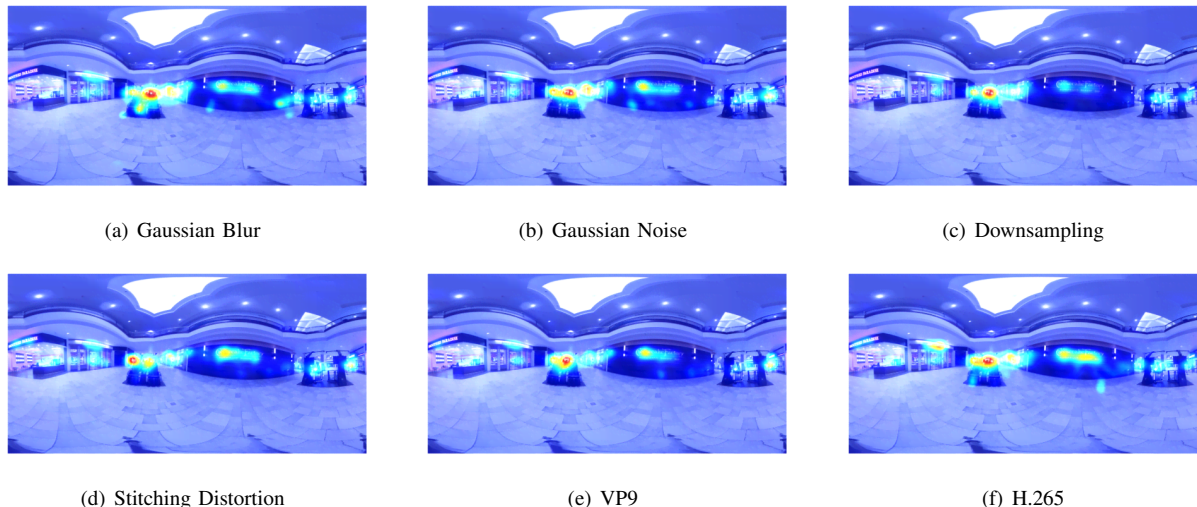 (a) Gaussian Blur
(b) Gaussian Noise
(c) Downsampling
(d) Stitching Distortion
(e) VP9
(f) H.265